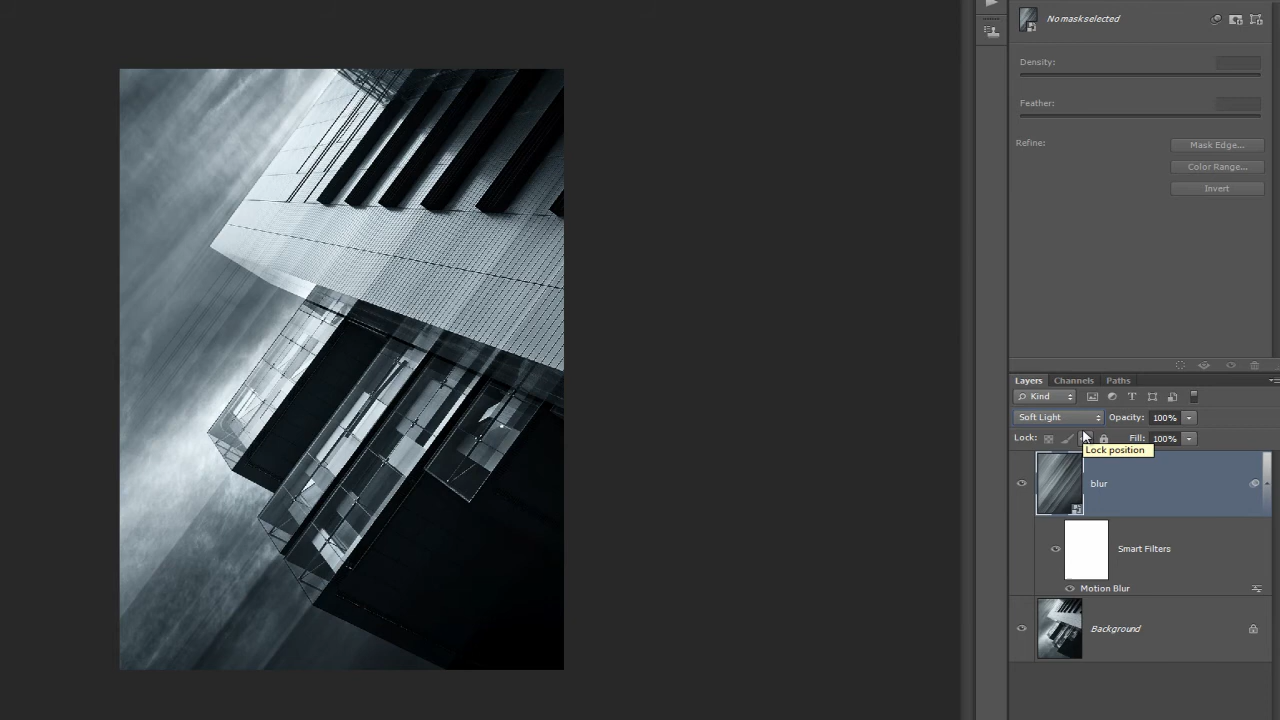 No mask selected
Density:
Feather:
Refine:
Mask Edge...
Color Range...
Invert
Layers Channels Paths
Kind
Soft Light Opacity: 100%
Lock: Fill: 100%
Lock position
blur
Smart Filters
Motion Blur
Background